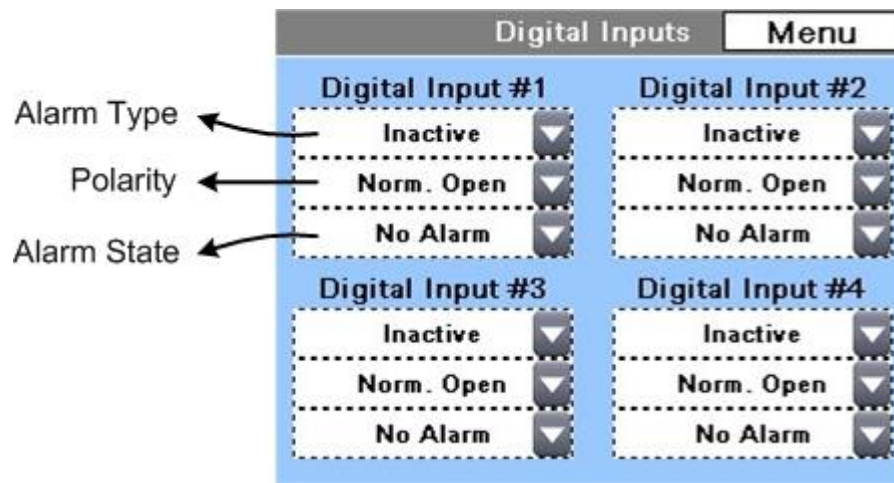 Digital Inputs Menu
Digital Input #1 Digital Input #2
Alarm Type Inactive Inactive
Polarity Norm. Open Norm. Open
Alarm State No Alarm No Alarm
Digital Input #3 Digital Input #4
Inactive Inactive
Norm. Open Norm. Open
No Alarm No Alarm